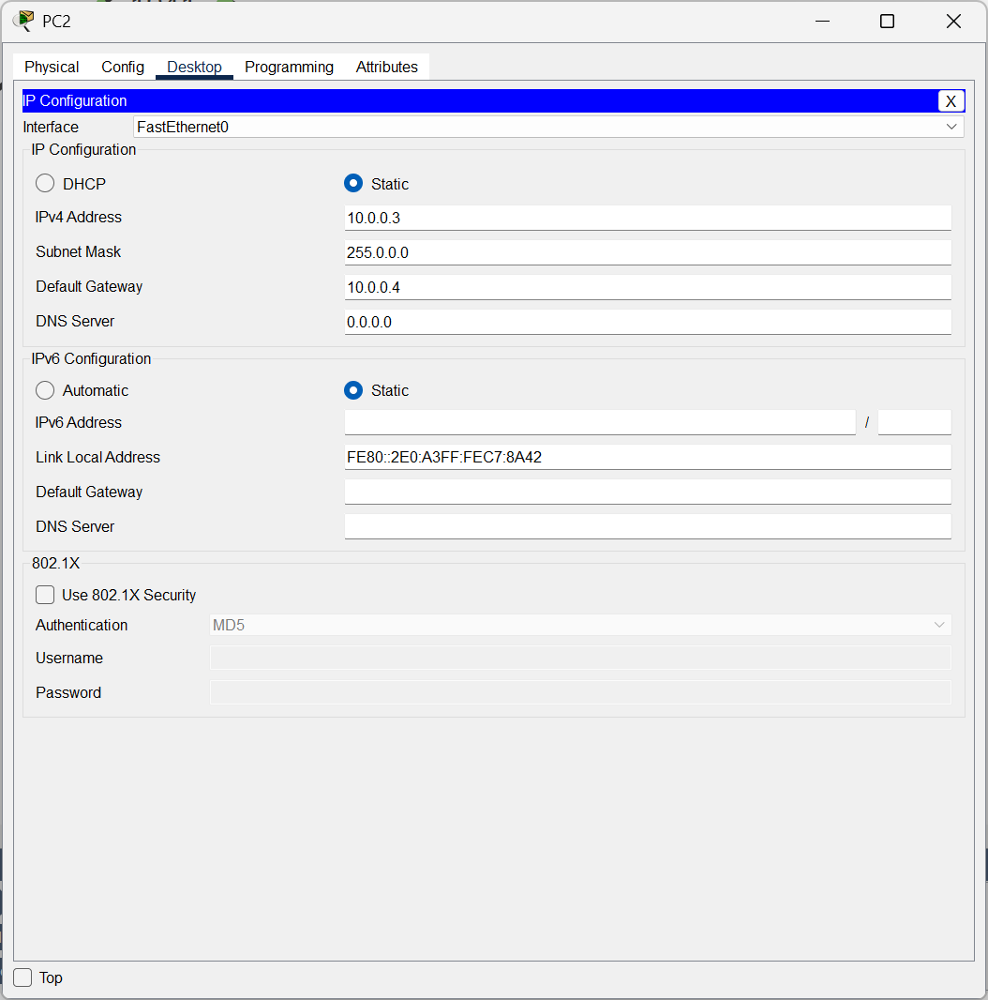 PC2
Physical Config Desktop Programming Attributes
IP Configuration X
Interface FastEthernet0
IP Configuration
DHCP Static
IPv4 Address 10.0.0.3
Subnet Mask 255.0.0.0
Default Gateway 10.0.0.4
DNS Server 0.0.0.0
IPv6 Configuration
Automatic Static
IPv6 Address /
Link Local Address FE80::2E0:A3FF:FEC7:8A42
Default Gateway
DNS Server
802.1X
Use 802.1X Security
Authentication MD5
Username
Password
Top